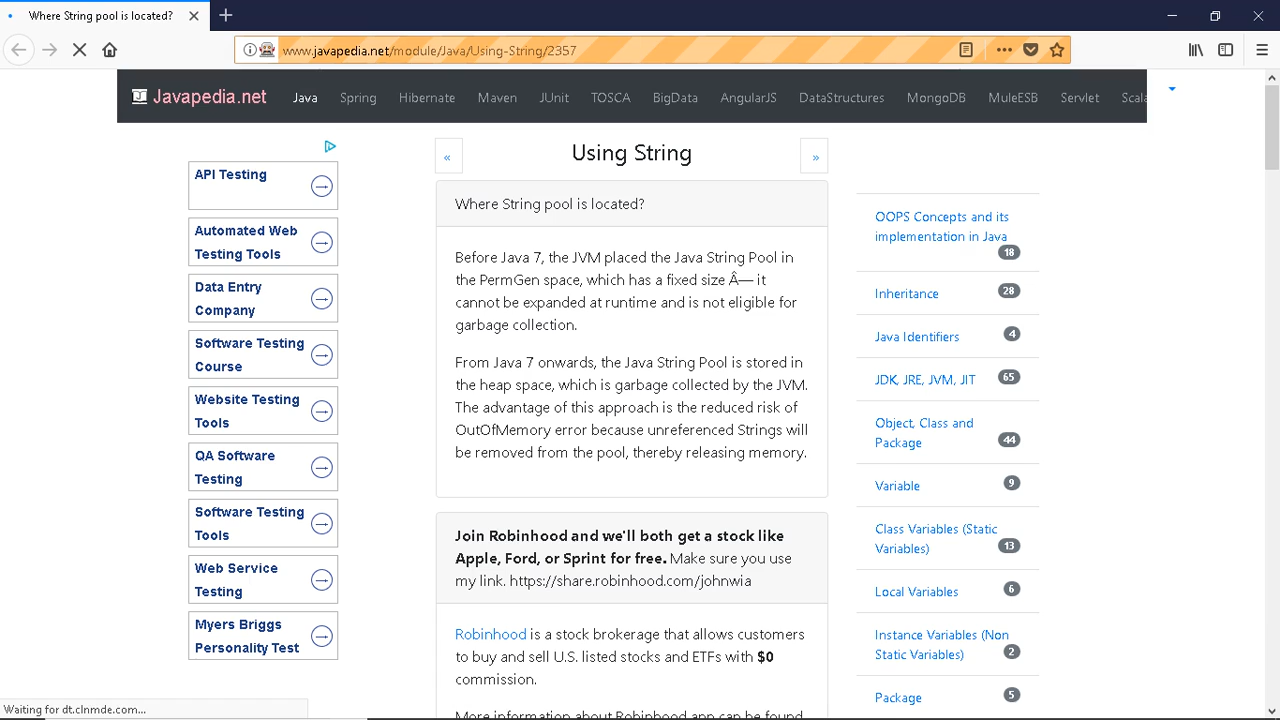 Where String pool is located?
www.javapedia.net/module/Java/Using-String/2357
Javapedia.net Java Spring Hibernate Maven JUnit TOSCA BigData AngularJS DataStructures MongoDB MuleESB Servlet Scala
API Testing
Automated Web
Testing Tools
Data Entry
Company
Software Testing
Course
Website Testing
Tools
QA Software
Testing
Software Testing
Tools
Web Service
Testing
Myers Briggs
Personality Test
« Using String »
Where String pool is located?
Before Java 7, the JVM placed the Java String Pool in
the PermGen space, which has a fixed size Â— it
cannot be expanded at runtime and is not eligible for
garbage collection.
From Java 7 onwards, the Java String Pool is stored in
the heap space, which is garbage collected by the JVM.
The advantage of this approach is the reduced risk of
OutOfMemory error because unreferenced Strings will
be removed from the pool, thereby releasing memory.
Join Robinhood and we'll both get a stock like
Apple, Ford, or Sprint for free. Make sure you use
my link. https://share.robinhood.com/johnwia
Robinhood is a stock brokerage that allows customers
to buy and sell U.S. listed stocks and ETFs with $0
commission.
More information about Robinhood app can be found
OOPS Concepts and its
implementation in Java
18
Inheritance 28
Java Identifiers 4
JDK, JRE, JVM, JIT 65
Object, Class and
Package 44
Variable 9
Class Variables (Static
Variables) 13
Local Variables 6
Instance Variables (Non
Static Variables) 2
Package 5
Waiting for dt.clnmde.com...